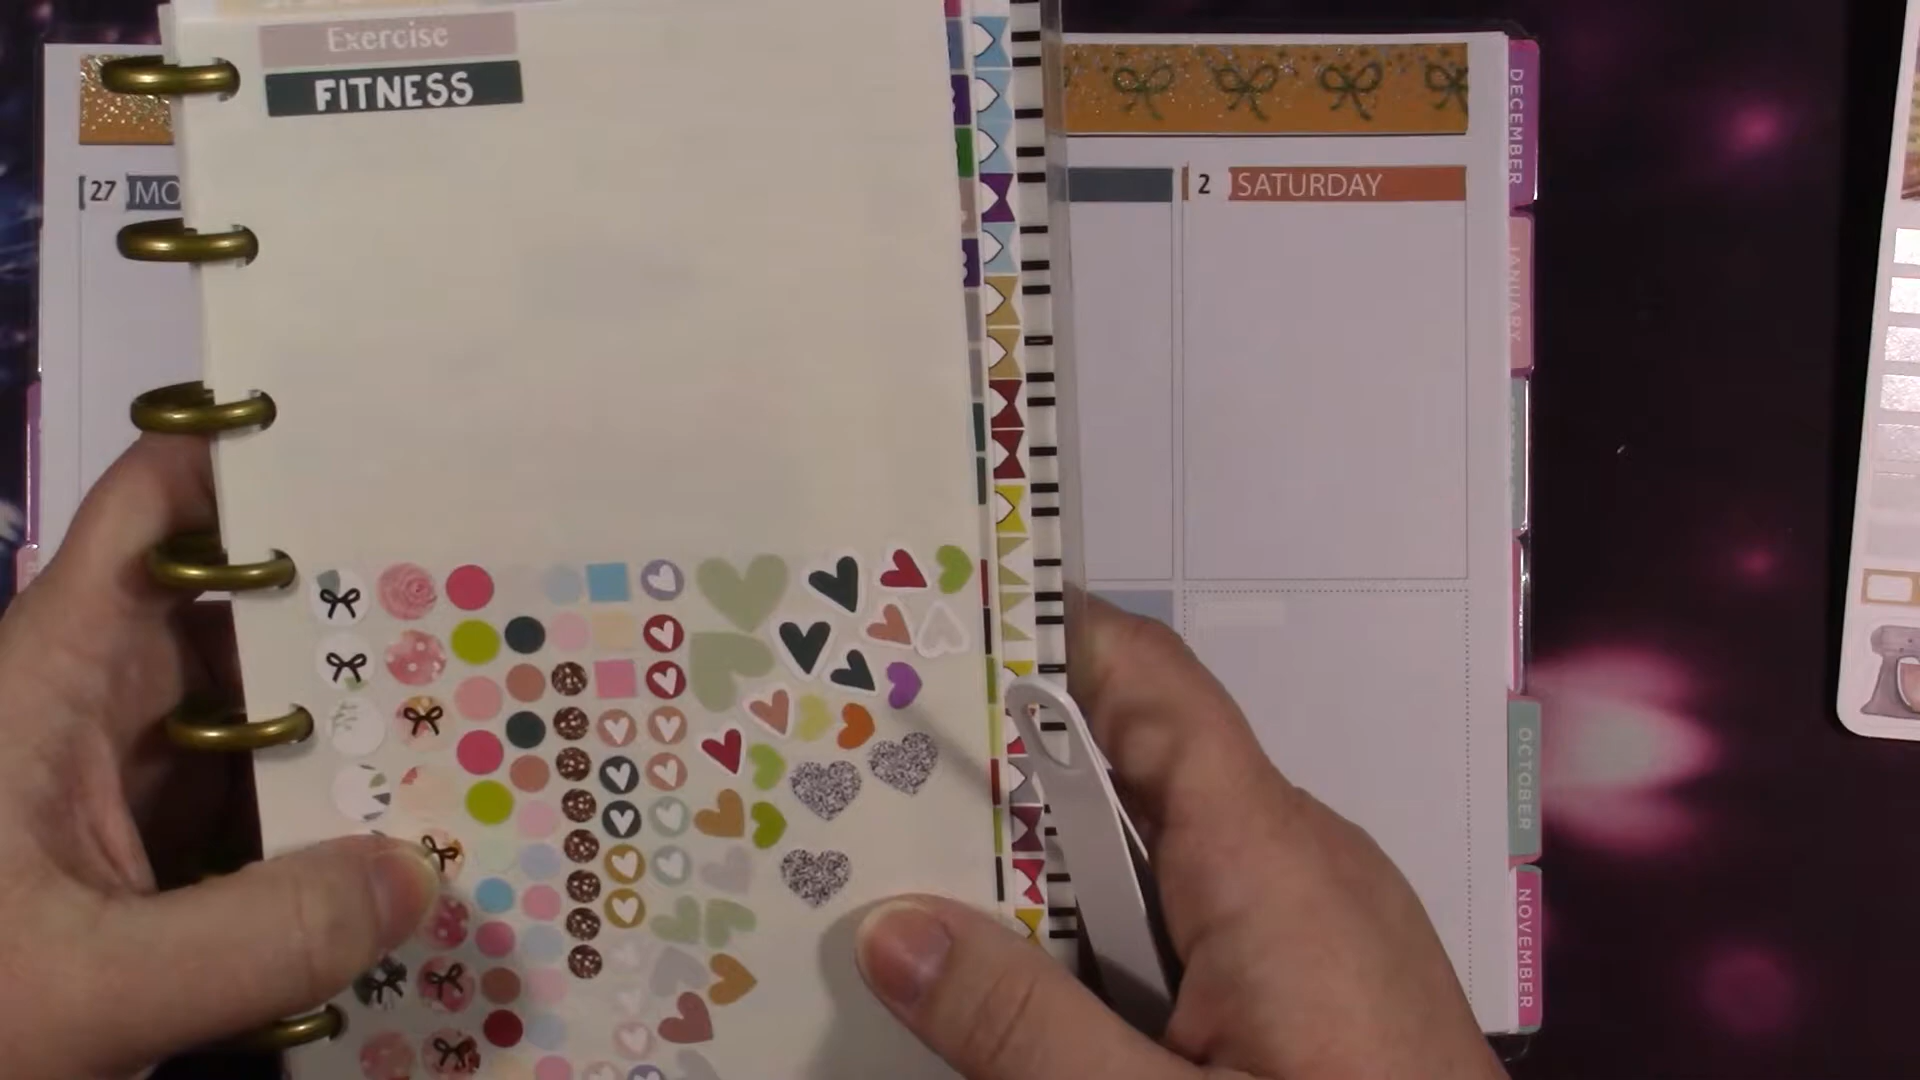 Exercise
FITNESS
27 MO
2 SATURDAY
DECEMBER
JANUARY
OCTOBER
NOVEMBER